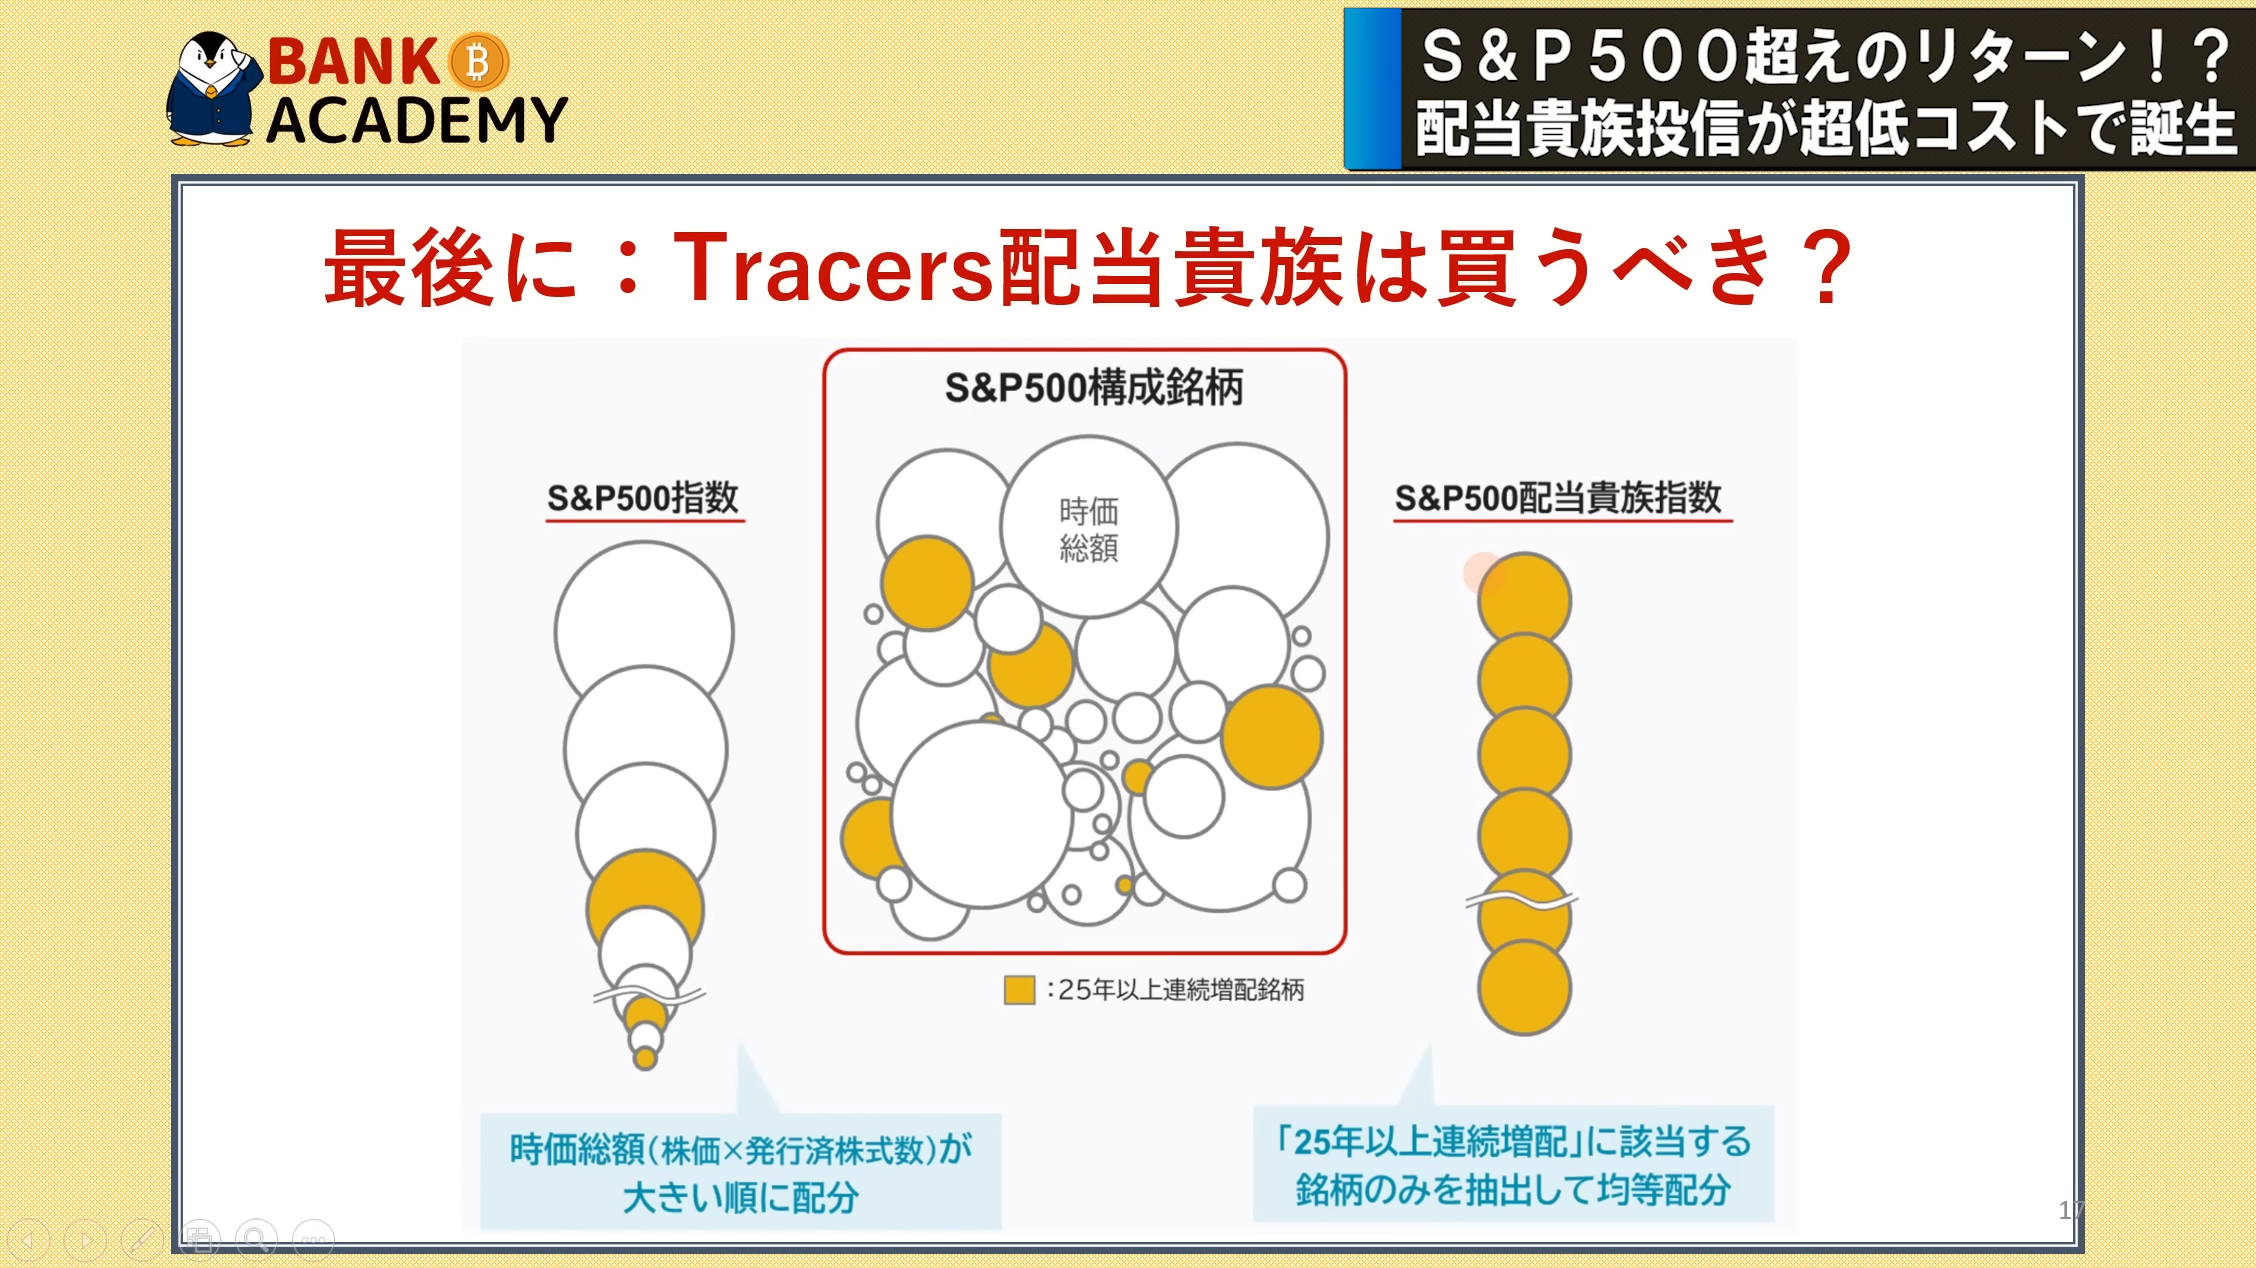 BANK
ACADEMY
S&P500超えのリターン!?
配当貴族投信が超低コストで誕生
最後に：Tracers配当貴族は買うべき？
S&P500構成銘柄
時価
総額
S&P500指数
S&P500配当貴族指数
：25年以上連続増配銘柄
時価総額（株価×発行済株式数）が
大きい順に配分
「25年以上連続増配」に該当する
銘柄のみを抽出して均等配分
17